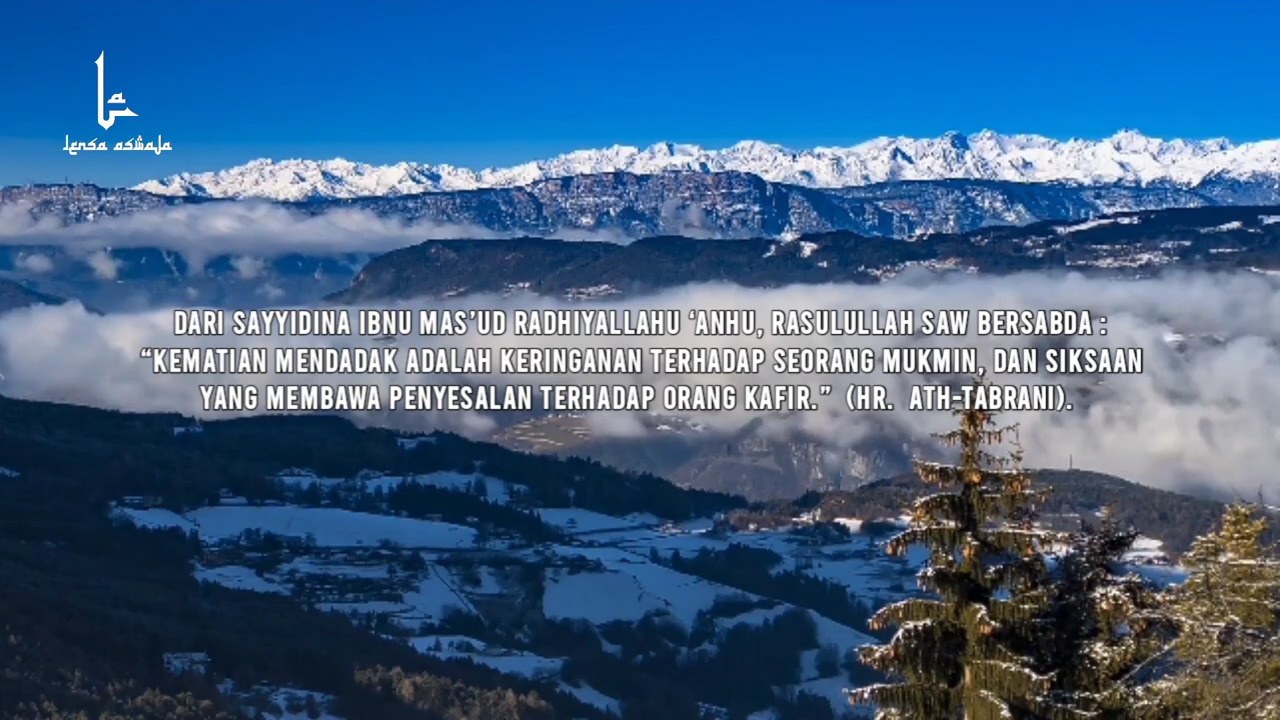 lensa aswaja
DARI SAYYIDINA IBNU MAS'UD RADHIYALLAHU 'ANHU, RASULULLAH SAW BERSABDA :
“KEMATIAN MENDADAK ADALAH KERINGANAN TERHADAP SEORANG MUKMIN, DAN SIKSAAN
YANG MEMBAWA PENYESALAN TERHADAP ORANG KAFIR.” (HR. ATH-TABRANI).